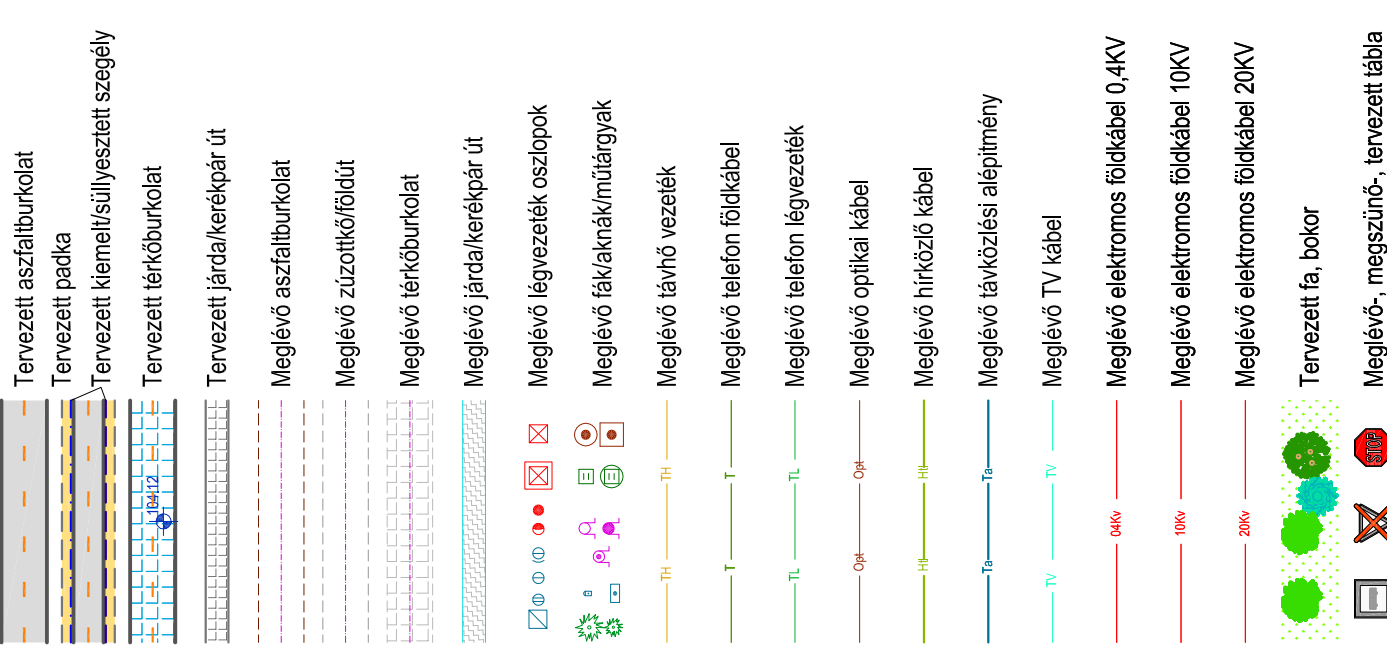 Tervezett aszfaltburkolat
Tervezett padka
Tervezett kiemelt/süllyesztett szegély
Tervezett térkőburkolat
104.12
Tervezett járda/kerékpár út
Meglévő aszfaltburkolat
Meglévő zúzottkő/földút
Meglévő térkőburkolat
Meglévő járda/kerékpár út
Meglévő légvezeték oszlopok
Meglévő fák/aknák/műtárgyak
Meglévő távhő vezeték
TH
TH
Meglévő telefon földkábel
T
T
Meglévő telefon légvezeték
TL
TL
Meglévő optikai kábel
Opt
Opt
Meglévő hírközlő kábel
Htl
Htl
Meglévő távközlési alépítmény
Ta
Ta
Meglévő TV kábel
TV
TV
Meglévő elektromos földkábel 0,4KV
04Kv
Meglévő elektromos földkábel 10KV
10Kv
Meglévő elektromos földkábel 20KV
20Kv
Tervezett fa, bokor
Meglévő-, megszünő-, tervezett tábla
STOP